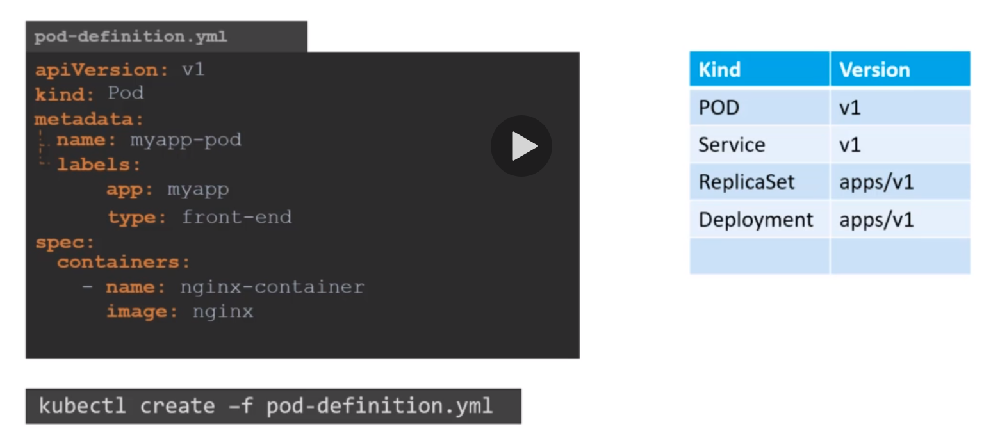 pod-definition.yml
apiVersion: v1
kind: Pod
metadata:
name: myapp-pod
labels:
app: myapp
type: front-end
spec:
containers:
- name: nginx-container
image: nginx
kubectl create –f pod-definition.yml
Kind Version
POD v1
Service v1
ReplicaSet apps/v1
Deployment apps/v1